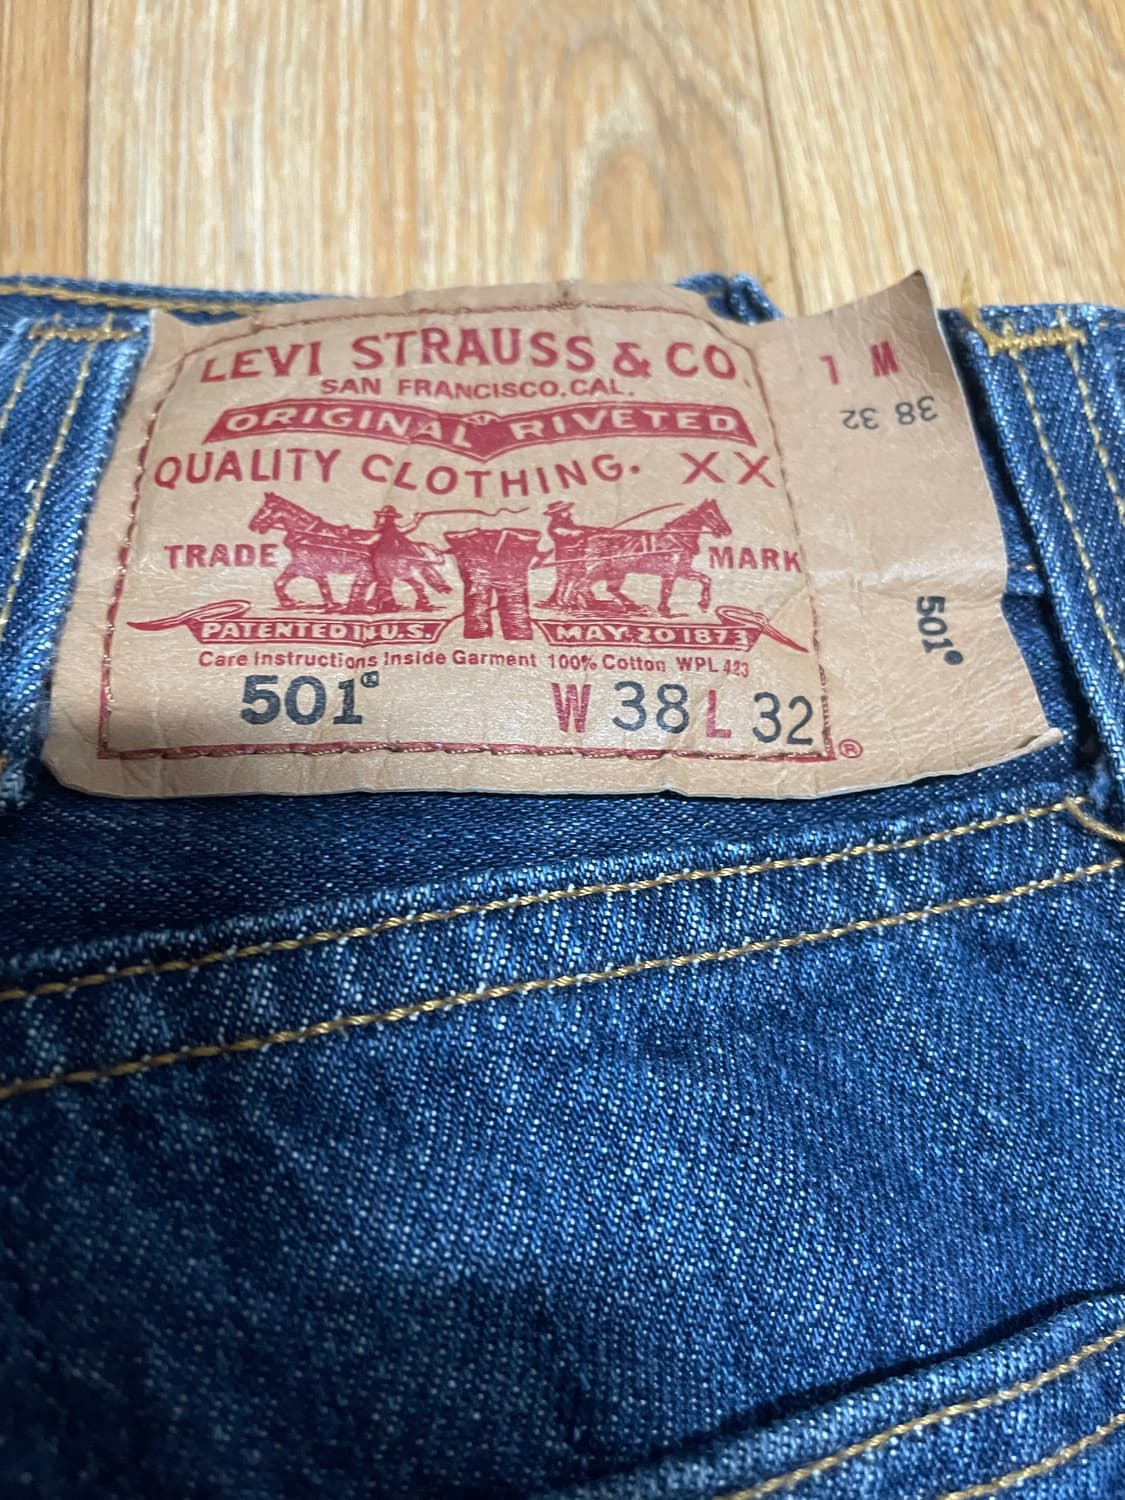 LEVI STRAUSS & CO.
SAN FRANCISCO, CAL.
ORIGINAL RIVETED
QUALITY CLOTHING. XX
TRADE MARK
PATENTED IN U.S. MAY 20 1873
Care Instructions Inside Garment 100% Cotton WPL 423
501® W 38 L 32
®
38 32
501®